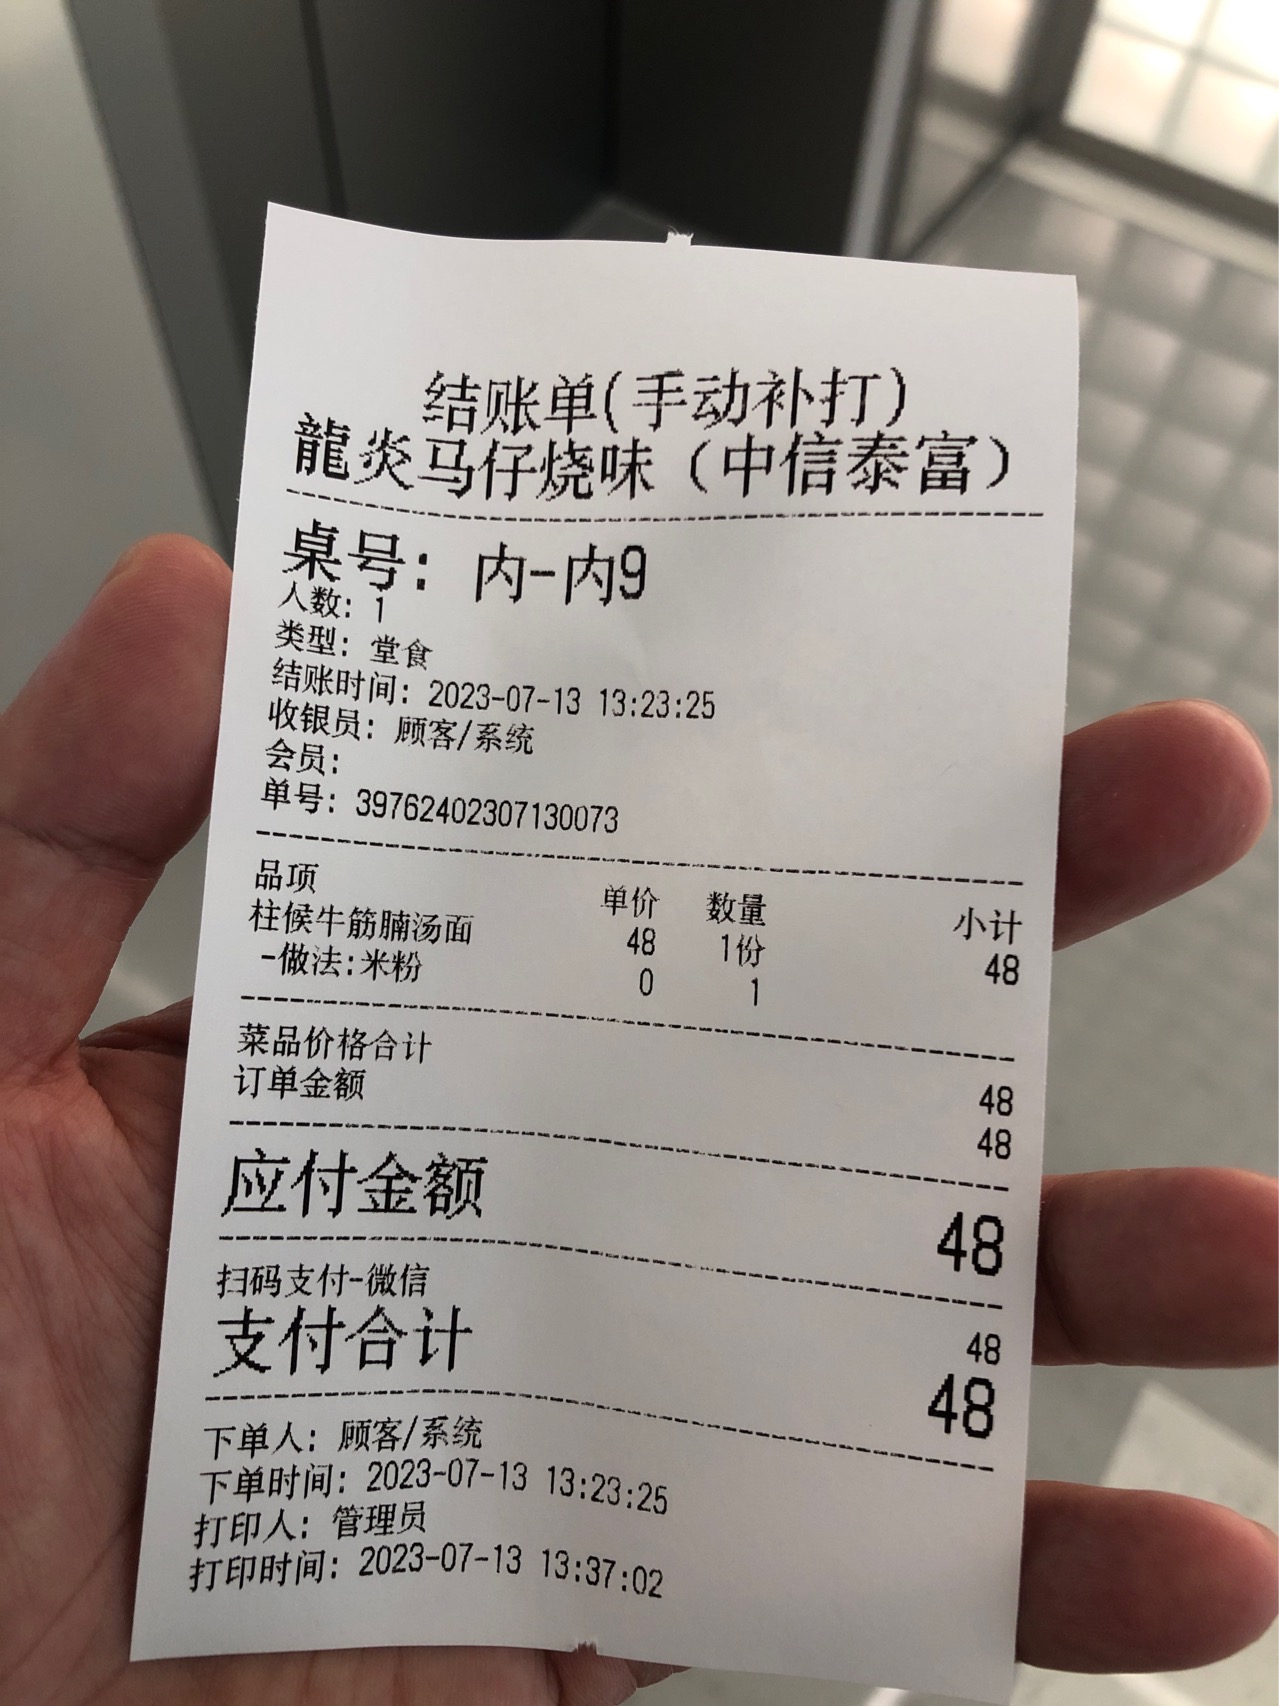 结账单(手动补打)
龍炎马仔烧味（中信泰富）
桌号: 内-内9
人数: 1
类型: 堂食
结账时间: 2023-07-13 13:23:25
收银员: 顾客/系统
会员:
单号: 39762402307130073
品项 单价 数量 小计
柱候牛筋腩汤面 48 1份 48
-做法:米粉 0 1
菜品价格合计 48
订单金额 48
应付金额 48
扫码支付-微信 48
支付合计 48
下单人: 顾客/系统
下单时间: 2023-07-13 13:23:25
打印人: 管理员
打印时间: 2023-07-13 13:37:02